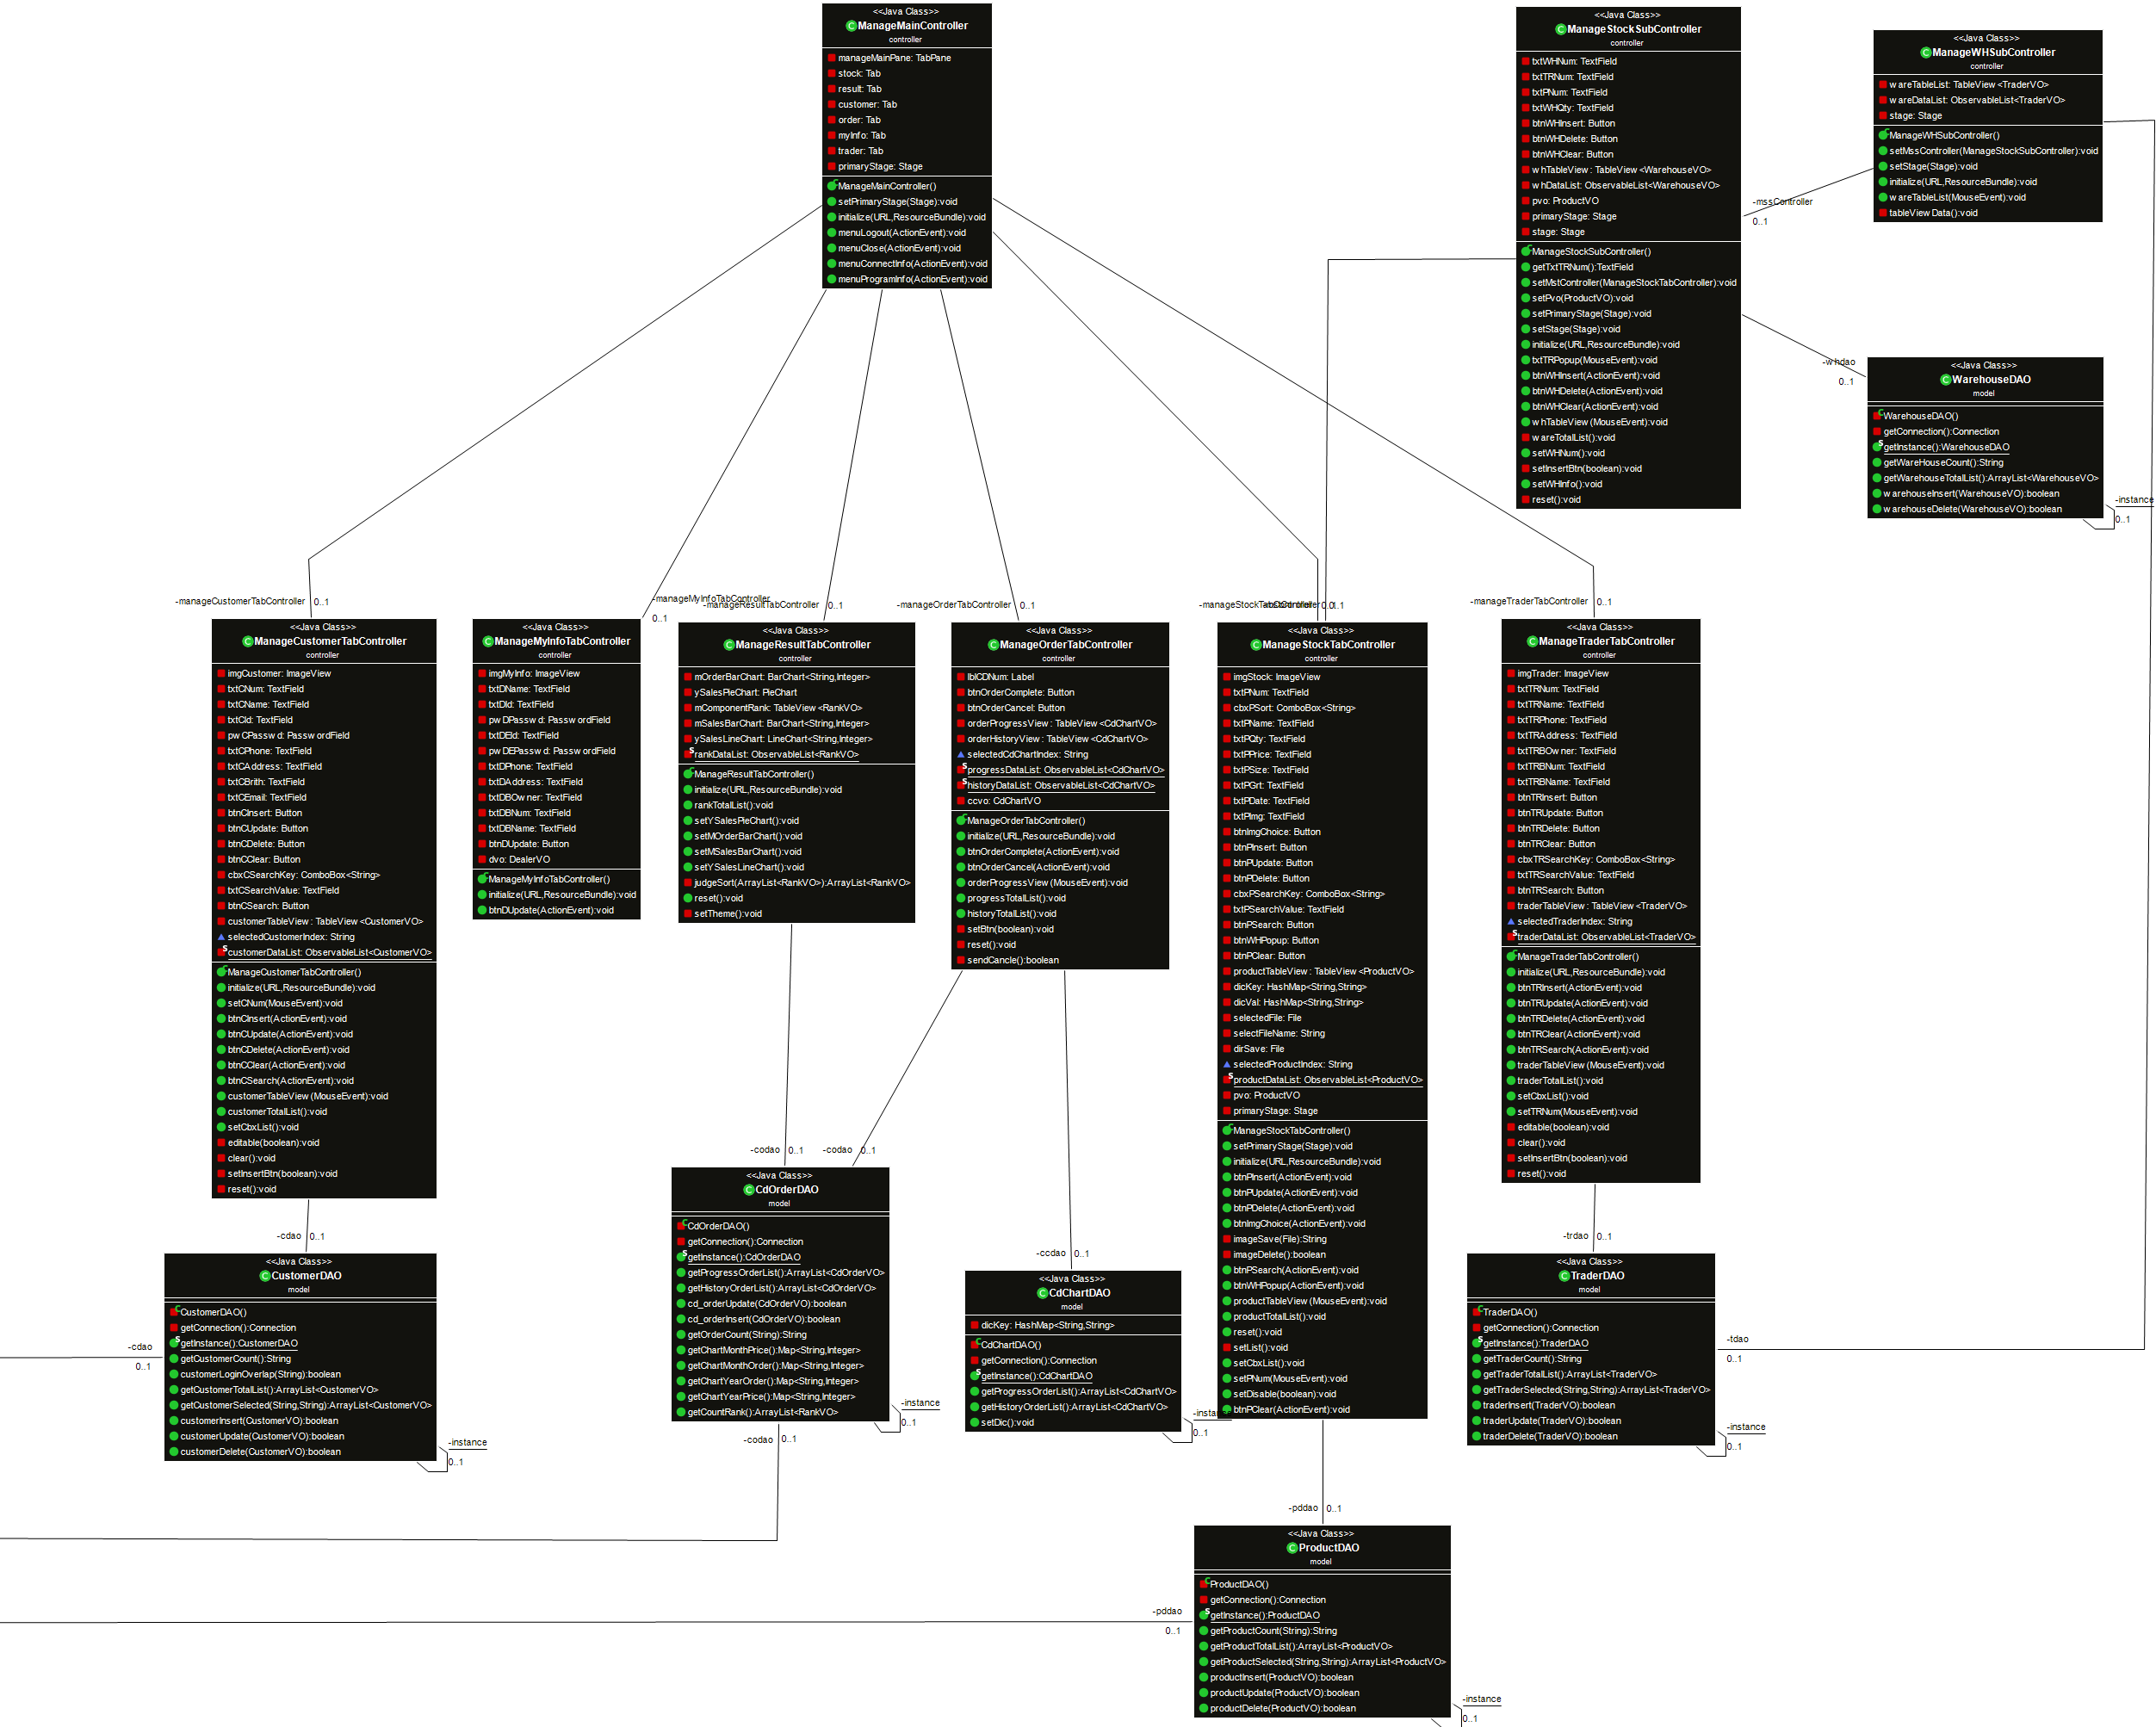 <<Java Class>>
ManageMainController
controller
manageMainPane: TabPane
stock: Tab
result: Tab
customer: Tab
order: Tab
myInfo: Tab
trader: Tab
primaryStage: Stage
ManageMainController()
setPrimaryStage(Stage):void
initialize(URL,ResourceBundle):void
menuLogout(ActionEvent):void
menuClose(ActionEvent):void
menuConnectInfo(ActionEvent):void
menuProgramInfo(ActionEvent):void
<<Java Class>>
ManageStockSubController
controller
txtWHNum: TextField
txtTRNum: TextField
txtPNum: TextField
txtWHQty: TextField
btnWHInsert: Button
btnWHDelete: Button
btnWHClear: Button
whTableView: TableView<WarehouseVO>
whDataList: ObservableList<WarehouseVO>
pvo: ProductVO
primaryStage: Stage
stage: Stage
ManageStockSubController()
getTxtTRNum():TextField
setMstController(ManageStockTabController):void
setPvo(ProductVO):void
setPrimaryStage(Stage):void
setStage(Stage):void
initialize(URL,ResourceBundle):void
txtTRPopup(MouseEvent):void
btnWHInsert(ActionEvent):void
btnWHDelete(ActionEvent):void
btnWHClear(ActionEvent):void
whTableView(MouseEvent):void
wareTotalList():void
setWHNum():void
setInsertBtn(boolean):void
setWHInfo():void
reset():void
<<Java Class>>
ManageWHSubController
controller
wareTableList: TableView<TraderVO>
wareDataList: ObservableList<TraderVO>
stage: Stage
ManageWHSubController()
setMssController(ManageStockSubController):void
setStage(Stage):void
initialize(URL,ResourceBundle):void
wareTableList(MouseEvent):void
tableViewData():void
-mssController
0..1
-whdao
0..1
<<Java Class>>
WarehouseDAO
model
WarehouseDAO()
getConnection():Connection
getInstance():WarehouseDAO
getWareHouseCount():String
getWarehouseTotalList():ArrayList<WarehouseVO>
warehouseInsert(WarehouseVO):boolean
warehouseDelete(WarehouseVO):boolean
-instance
0..1
-manageCustomerTabController 0..1
-manageMyInfoTabController
0..1
-manageResultTabController 0..1
-manageOrderTabController 0..1
-manageStockTabController
-manageTraderTabController 0..1
<<Java Class>>
ManageCustomerTabController
controller
imgCustomer: ImageView
txtCNum: TextField
txtCName: TextField
txtCId: TextField
pwCPasswd: PasswordField
txtCPhone: TextField
txtCAddress: TextField
txtCBrith: TextField
txtCEmail: TextField
btnCInsert: Button
btnCUpdate: Button
btnCDelete: Button
btnCClear: Button
cbxCSearchKey: ComboBox<String>
txtCSearchValue: TextField
btnCSearch: Button
customerTableView: TableView<CustomerVO>
selectedCustomerIndex: String
customerDataList: ObservableList<CustomerVO>
ManageCustomerTabController()
initialize(URL,ResourceBundle):void
setCNum(MouseEvent):void
btnCInsert(ActionEvent):void
btnCUpdate(ActionEvent):void
btnCDelete(ActionEvent):void
btnCClear(ActionEvent):void
btnCSearch(ActionEvent):void
customerTableView(MouseEvent):void
customerTotalList():void
setCbxList():void
editable(boolean):void
clear():void
setInsertBtn(boolean):void
reset():void
<<Java Class>>
ManageMyInfoTabController
controller
imgMyInfo: ImageView
txtDName: TextField
txtDId: TextField
pwDPasswd: PasswordField
txtDEId: TextField
pwDEPasswd: PasswordField
txtDPhone: TextField
txtDAddress: TextField
txtDBOwner: TextField
txtDBNum: TextField
txtDBName: TextField
btnDUpdate: Button
dvo: DealerVO
ManageMyInfoTabController()
initialize(URL,ResourceBundle):void
btnDUpdate(ActionEvent):void
<<Java Class>>
ManageResultTabController
controller
mOrderBarChart: BarChart<String,Integer>
ySalesPieChart: PieChart
mComponentRank: TableView<RankVO>
mSalesBarChart: BarChart<String,Integer>
ySalesLineChart: LineChart<String,Integer>
rankDataList: ObservableList<RankVO>
ManageResultTabController()
initialize(URL,ResourceBundle):void
rankTotalList():void
setYSalesPieChart():void
setMOrderBarChart():void
setMSalesBarChart():void
setYSalesLineChart():void
judgeSort(ArrayList<RankVO>):ArrayList<RankVO>
reset():void
setTheme():void
<<Java Class>>
ManageOrderTabController
controller
lblCDNum: Label
btnOrderComplete: Button
btnOrderCancel: Button
orderProgressView: TableView<CdChartVO>
orderHistoryView: TableView<CdChartVO>
selectedCdChartIndex: String
progressDataList: ObservableList<CdChartVO>
historyDataList: ObservableList<CdChartVO>
ccvo: CdChartVO
ManageOrderTabController()
initialize(URL,ResourceBundle):void
btnOrderComplete(ActionEvent):void
btnOrderCancel(ActionEvent):void
orderProgressView(MouseEvent):void
progressTotalList():void
historyTotalList():void
setBtn(boolean):void
reset():void
sendCancle():boolean
<<Java Class>>
ManageStockTabController
controller
imgStock: ImageView
txtPNum: TextField
cbxPSort: ComboBox<String>
txtPName: TextField
txtPQty: TextField
txtPPrice: TextField
txtPSize: TextField
txtPGrt: TextField
txtPDate: TextField
txtPImg: TextField
btnImgChoice: Button
btnPInsert: Button
btnPUpdate: Button
btnPDelete: Button
cbxPSearchKey: ComboBox<String>
txtPSearchValue: TextField
btnPSearch: Button
btnWHPopup: Button
btnPClear: Button
productTableView: TableView<ProductVO>
dicKey: HashMap<String,String>
dicVal: HashMap<String,String>
selectedFile: File
selectFileName: String
dirSave: File
selectedProductIndex: String
productDataList: ObservableList<ProductVO>
pvo: ProductVO
primaryStage: Stage
ManageStockTabController()
setPrimaryStage(Stage):void
initialize(URL,ResourceBundle):void
btnPInsert(ActionEvent):void
btnPUpdate(ActionEvent):void
btnPDelete(ActionEvent):void
btnImgChoice(ActionEvent):void
imageSave(File):String
imageDelete():boolean
btnPSearch(ActionEvent):void
btnWHPopup(ActionEvent):void
productTableView(MouseEvent):void
productTotalList():void
reset():void
setList():void
setCbxList():void
setPNum(MouseEvent):void
setDisable(boolean):void
btnPClear(ActionEvent):void
<<Java Class>>
ManageTraderTabController
controller
imgTrader: ImageView
txtTRNum: TextField
txtTRName: TextField
txtTRPhone: TextField
txtTRAddress: TextField
txtTRBOwner: TextField
txtTRBNum: TextField
txtTRBName: TextField
btnTRInsert: Button
btnTRUpdate: Button
btnTRDelete: Button
btnTRClear: Button
cbxTRSearchKey: ComboBox<String>
txtTRSearchValue: TextField
btnTRSearch: Button
traderTableView: TableView<TraderVO>
selectedTraderIndex: String
traderDataList: ObservableList<TraderVO>
ManageTraderTabController()
initialize(URL,ResourceBundle):void
btnTRInsert(ActionEvent):void
btnTRUpdate(ActionEvent):void
btnTRDelete(ActionEvent):void
btnTRClear(ActionEvent):void
btnTRSearch(ActionEvent):void
traderTableView(MouseEvent):void
traderTotalList():void
setCbxList():void
setTRNum(MouseEvent):void
editable(boolean):void
clear():void
setInsertBtn(boolean):void
reset():void
-cdao 0..1
-codao 0..1
-codao 0..1
-ccdao 0..1
-trdao 0..1
<<Java Class>>
CustomerDAO
model
CustomerDAO()
getConnection():Connection
getInstance():CustomerDAO
getCustomerCount():String
customerLoginOverlap(String):boolean
getCustomerTotalList():ArrayList<CustomerVO>
getCustomerSelected(String,String):ArrayList<CustomerVO>
customerInsert(CustomerVO):boolean
customerUpdate(CustomerVO):boolean
customerDelete(CustomerVO):boolean
-cdao
0..1
-instance
0..1
<<Java Class>>
CdOrderDAO
model
CdOrderDAO()
getConnection():Connection
getInstance():CdOrderDAO
getProgressOrderList():ArrayList<CdOrderVO>
getHistoryOrderList():ArrayList<CdOrderVO>
cd_orderUpdate(CdOrderVO):boolean
cd_orderInsert(CdOrderVO):boolean
getOrderCount(String):String
getChartMonthPrice():Map<String,Integer>
getChartMonthOrder():Map<String,Integer>
getChartYearOrder():Map<String,Integer>
getChartYearPrice():Map<String,Integer>
getCountRank():ArrayList<RankVO>
-instance
0..1
-codao 0..1
<<Java Class>>
CdChartDAO
model
dicKey: HashMap<String,String>
CdChartDAO()
getConnection():Connection
getInstance():CdChartDAO
getProgressOrderList():ArrayList<CdChartVO>
getHistoryOrderList():ArrayList<CdChartVO>
setDic():void
0..1
<<Java Class>>
TraderDAO
model
TraderDAO()
getConnection():Connection
getInstance():TraderDAO
getTraderCount():String
getTraderTotalList():ArrayList<TraderVO>
getTraderSelected(String,String):ArrayList<TraderVO>
traderInsert(TraderVO):boolean
traderUpdate(TraderVO):boolean
traderDelete(TraderVO):boolean
-tdao
0..1
-instance
0..1
-pddao 0..1
<<Java Class>>
ProductDAO
model
ProductDAO()
getConnection():Connection
getInstance():ProductDAO
getProductCount(String):String
getProductTotalList():ArrayList<ProductVO>
getProductSelected(String,String):ArrayList<ProductVO>
productInsert(ProductVO):boolean
productUpdate(ProductVO):boolean
productDelete(ProductVO):boolean
-pddao
0..1
-instance
0..1